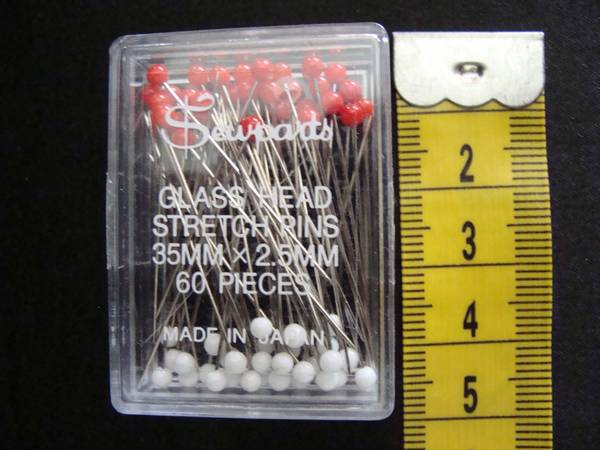 Sewparts
GLASS HEAD
STRETCH PINS
35MM × 2.5MM
60 PIECES
MADE IN JAPAN
2
3
4
5